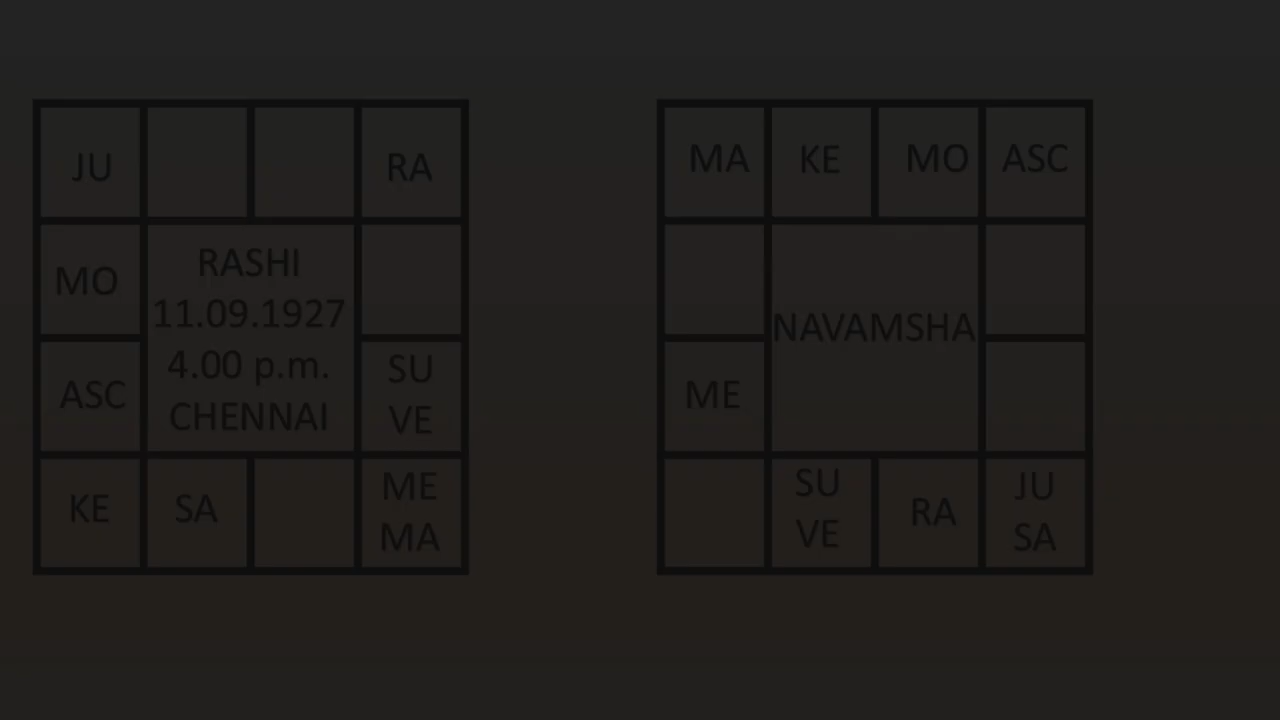 JU
RA
MO
RASHI
11.09.1927
4.00 p.m.
CHENNAI
ASC
SU
VE
KE
SA
ME
MA
MA
KE
MO
ASC
NAVAMSHA
ME
SU
VE
RA
JU
SA